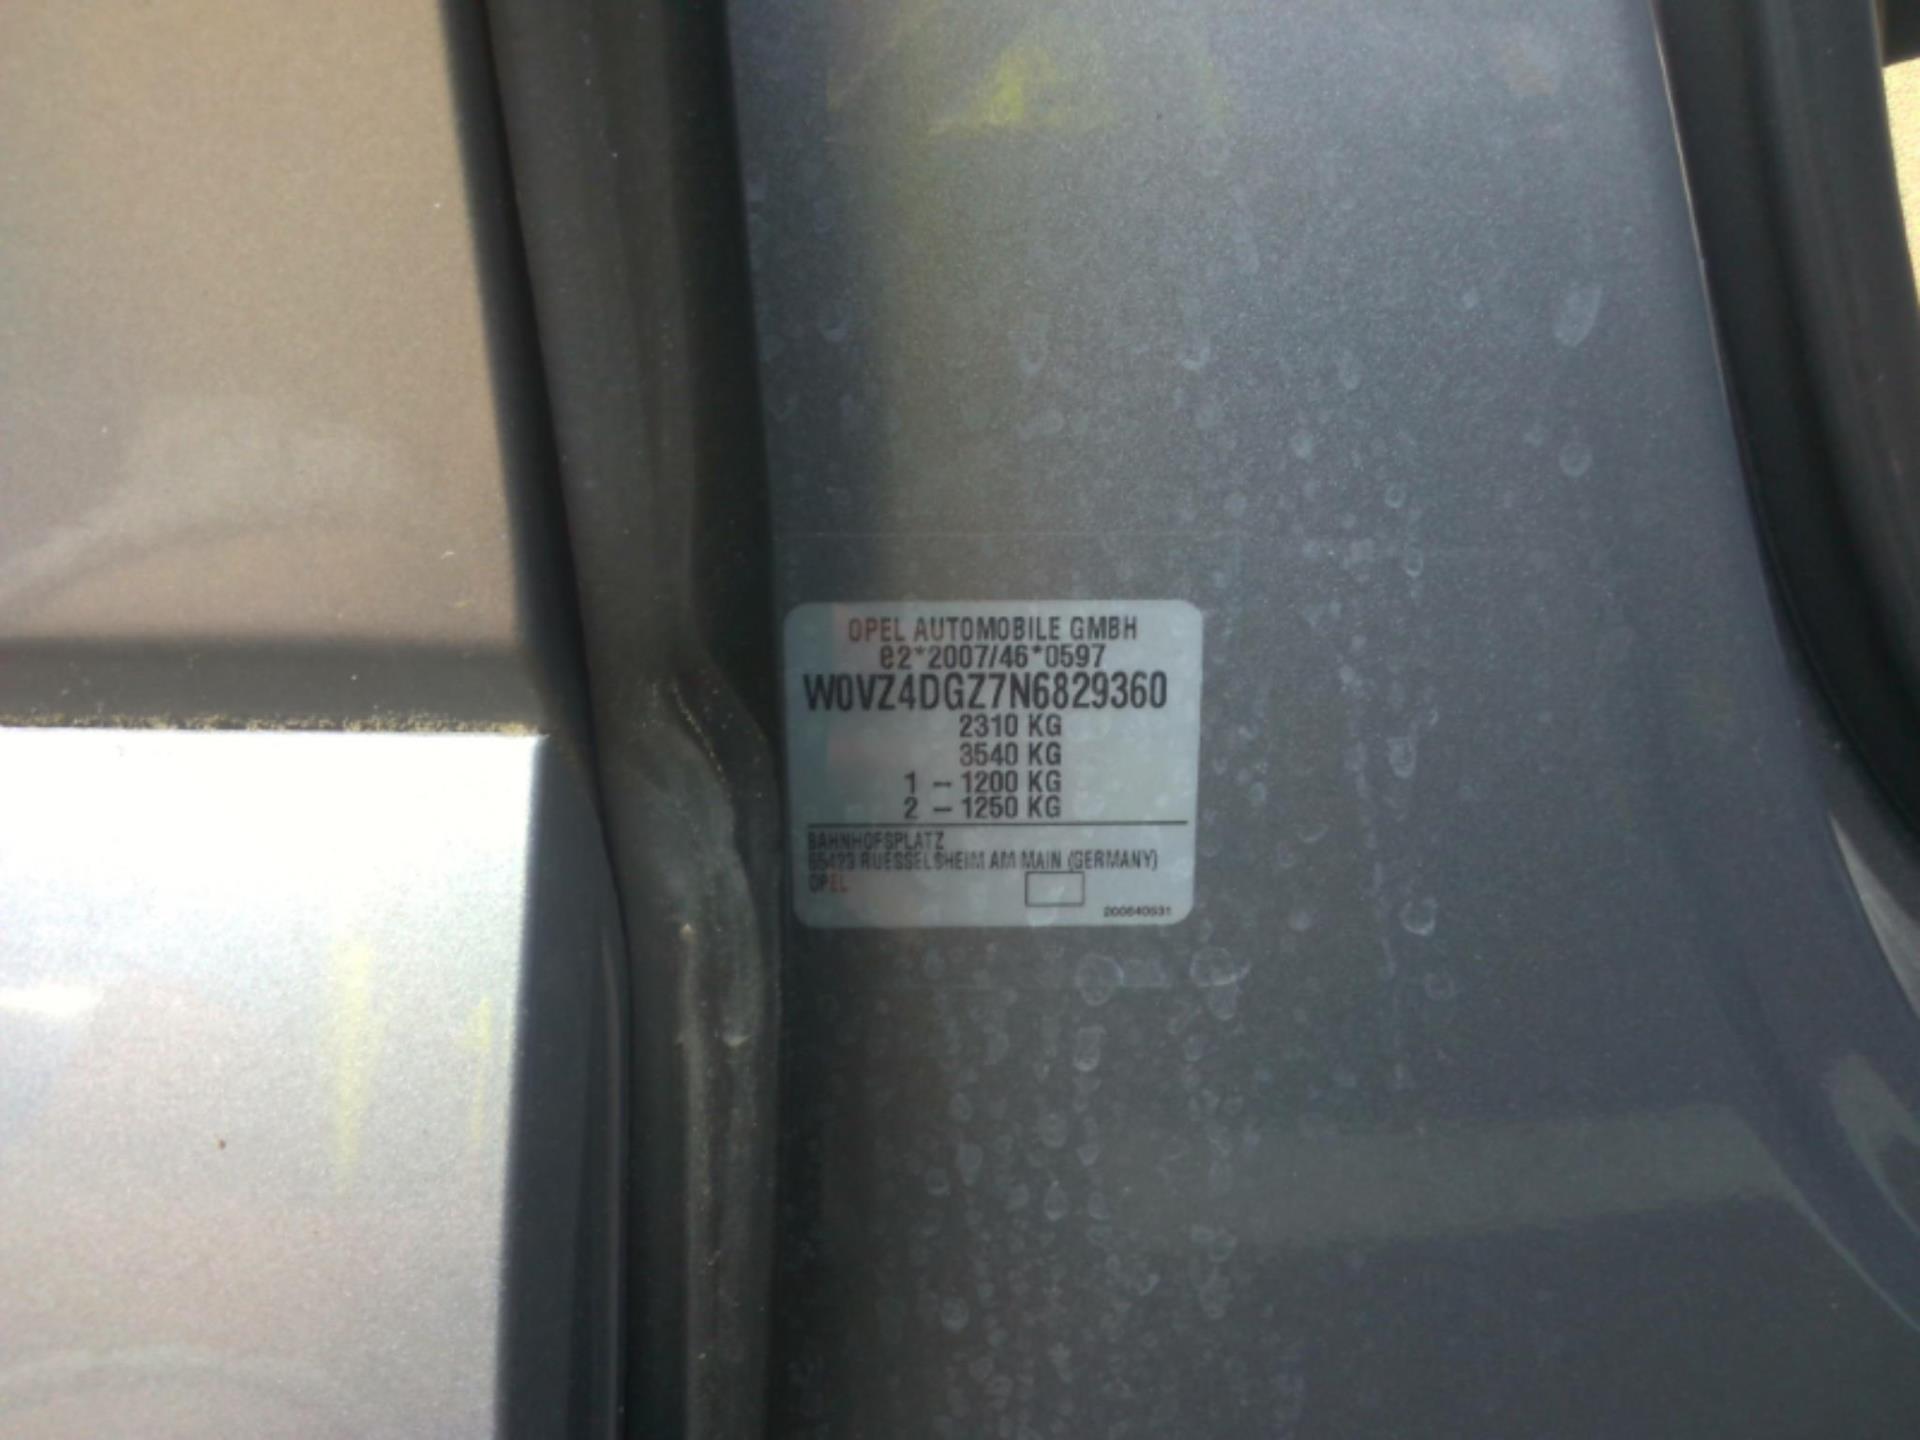 OPEL AUTOMOBILE GMBH
e2*2007/46*0597
W0VZ4DGZ7N6829360
2310 KG
3540 KG
1 – 1200 KG
2 – 1250 KG
BAHNHOFSPLATZ
65423 RUESSELSHEIM AM MAIN (GERMANY)
OPEL
200640531